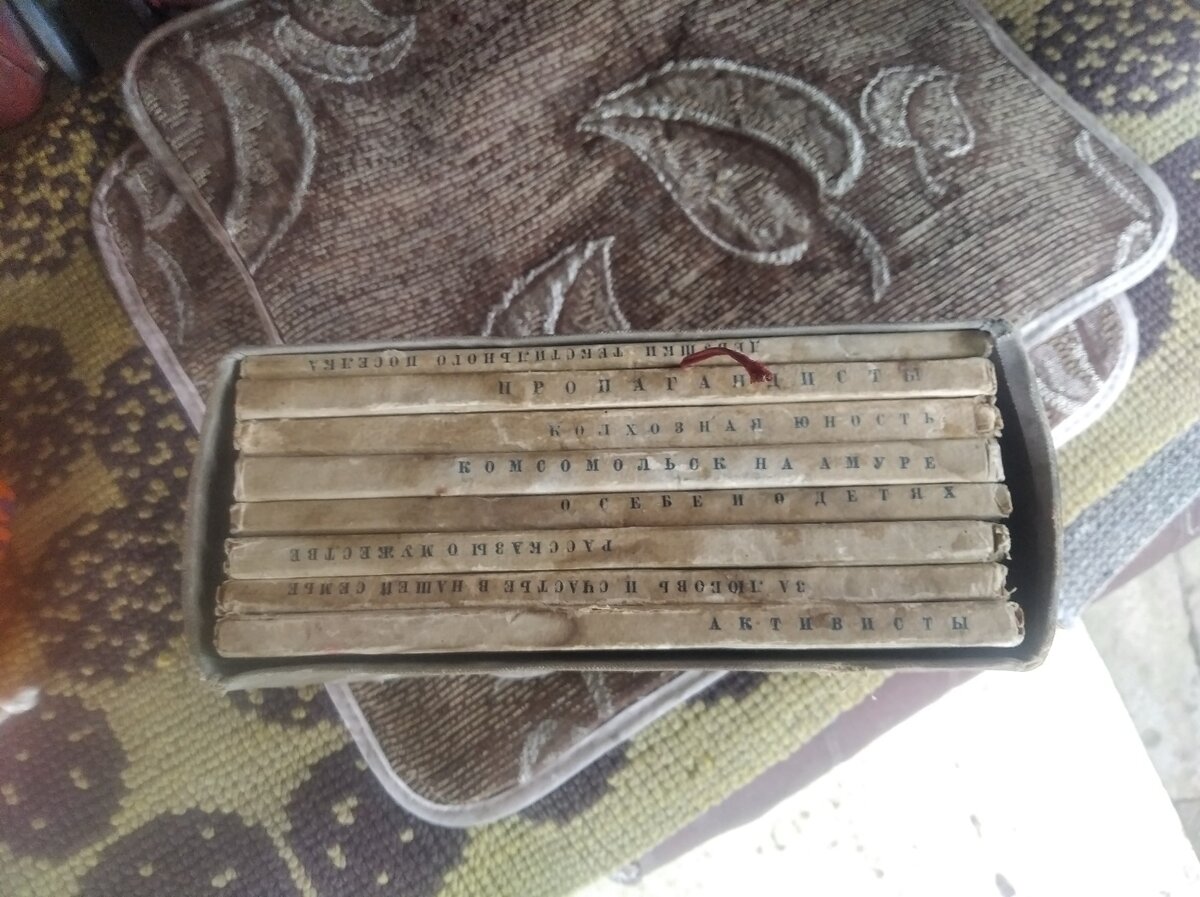 ДЕВУШКИ ТЕКСТИЛЬНОГО ПОСЕЛКА
ПРОПАГАНДИСТЫ
КОЛХОЗНАЯ ЮНОСТЬ
КОМСОМОЛЬСК НА АМУРЕ
О СЕБЕ И О ДЕТЯХ
РАССКАЗЫ О МУЖЕСТВЕ
ЗА ЛЮБОВЬ И СЧАСТЬЕ В НАШЕЙ СЕМЬЕ
АКТИВИСТЫ